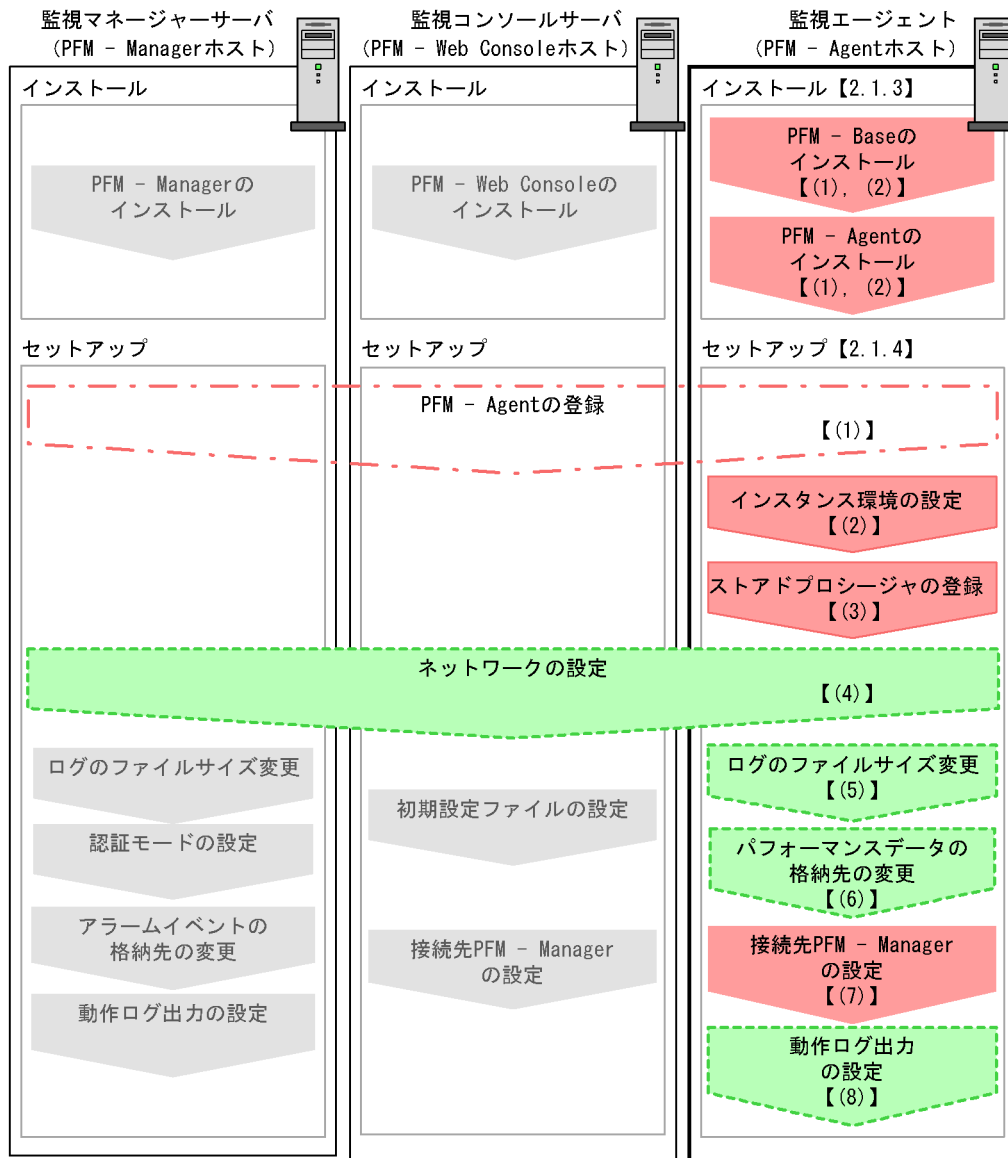 監視マネージャーサーバ
(PFM - Managerホスト)
インストール
PFM - Managerの
インストール
セットアップ
監視コンソールサーバ
(PFM - Web Consoleホスト)
インストール
PFM - Web Consoleの
インストール
セットアップ
監視エージェント
(PFM - Agentホスト)
インストール【2.1.3】
PFM - Baseの
インストール
【(1), (2)】
PFM - Agentの
インストール
【(1), (2)】
セットアップ【2.1.4】
PFM - Agentの登録
【(1)】
インスタンス環境の設定
【(2)】
ストアドプロシージャの登録
【(3)】
ネットワークの設定
【(4)】
ログのファイルサイズ変更
認証モードの設定
アラームイベントの
格納先の変更
動作ログ出力の設定
初期設定ファイルの設定
接続先PFM - Manager
の設定
ログのファイルサイズ変更
【(5)】
パフォーマンスデータの
格納先の変更
【(6)】
接続先PFM - Manager
の設定
【(7)】
動作ログ出力
の設定
【(8)】